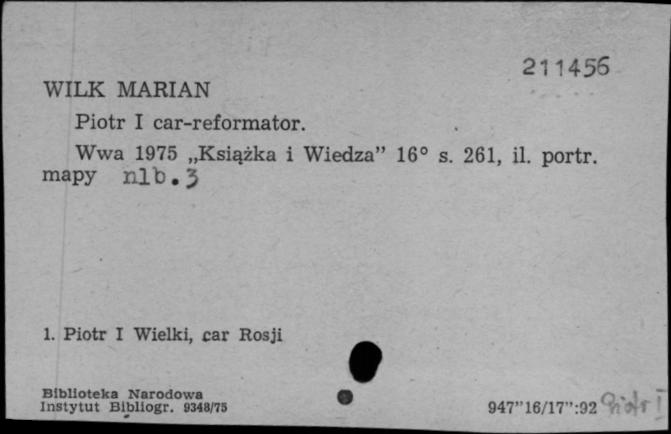 211456
WILK MARIAN
Piotr I car-reformator.
Wwa 1975 „Książka i Wiedza” 16° s. 261, il. portr.
mapy nlb. 3
1. Piotr I Wielki, car Rosji
Biblioteka Narodowa
Instytut Bibliogr. 9348/75
947”16/17”:92 Piotr I